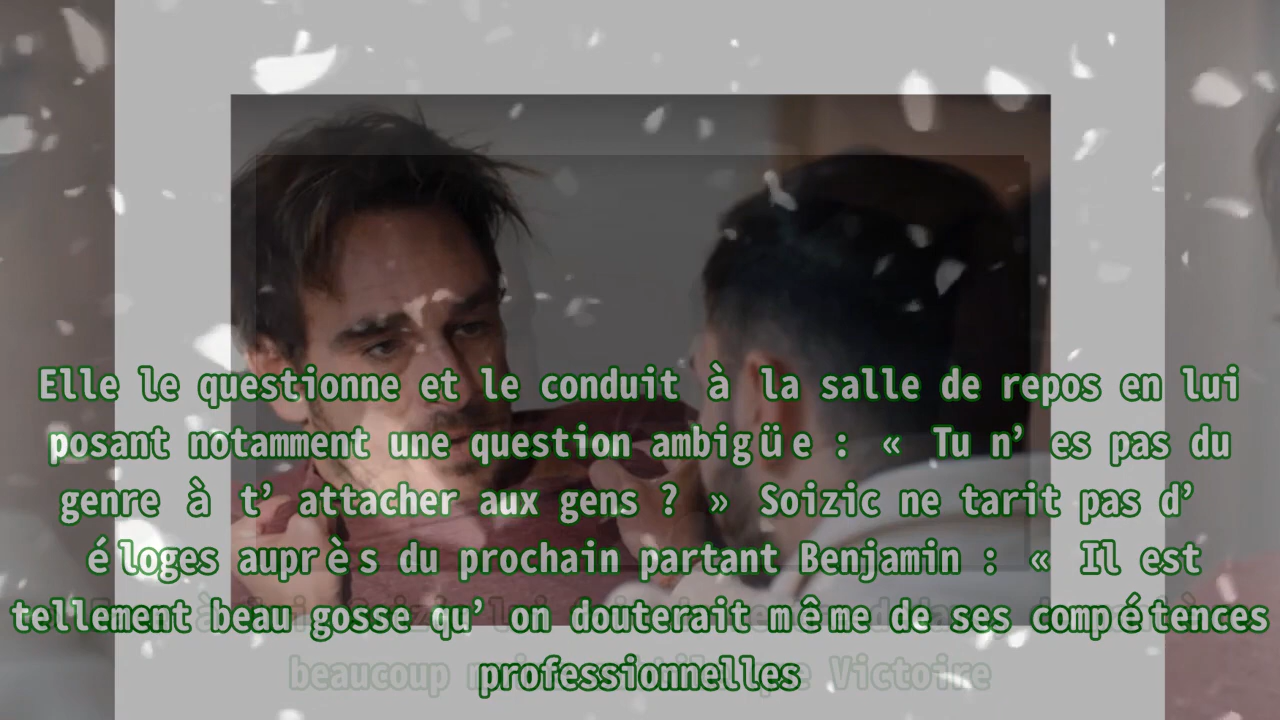 Elle le questionne et le conduit à la salle de repos en lui
posant notamment une question ambigüe : « Tu n’es pas du
genre à t’attacher aux gens ? » Soizic ne tarit pas d’
éloges auprès du prochain partant Benjamin : « Il est
tellement beau gosse qu’on douterait même de ses compétences
professionnelles
beaucoup Victoire